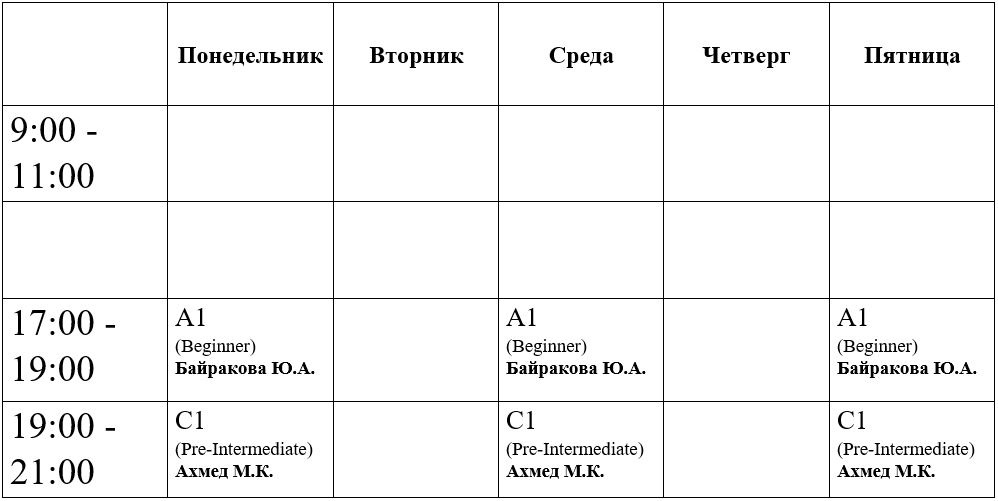 Понедельник Вторник Среда Четверг Пятница
9:00 -
11:00
17:00 -
19:00
A1
(Beginner)
Байракова Ю.А.
A1
(Beginner)
Байракова Ю.А.
A1
(Beginner)
Байракова Ю.А.
19:00 -
21:00
C1
(Pre-Intermediate)
Ахмед М.К.
C1
(Pre-Intermediate)
Ахмед М.К.
C1
(Pre-Intermediate)
Ахмед М.К.